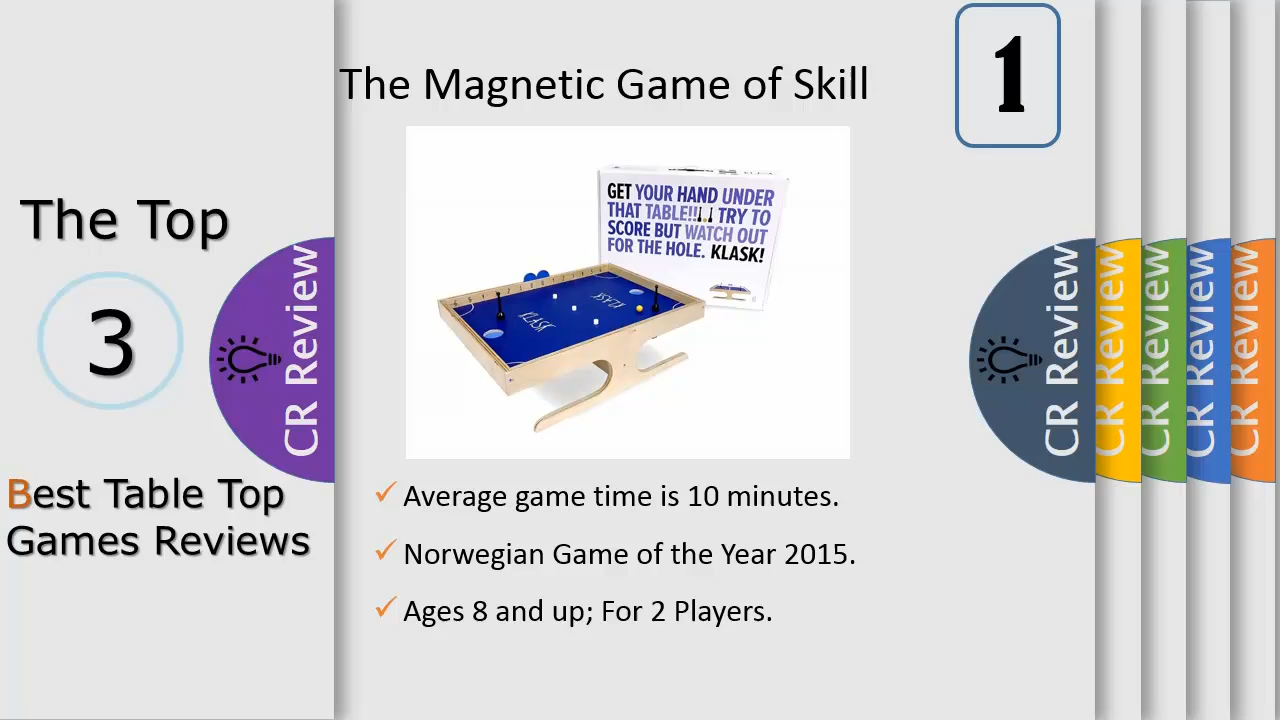 The Magnetic Game of Skill
1
GET YOUR HAND UNDER
THAT TABLE!! TRY TO
SCORE BUT WATCH OUT
FOR THE HOLE. KLASK!
KLASK
KLASK
The Top
3
Best Table Top
Games Reviews
CR Review
Average game time is 10 minutes.
Norwegian Game of the Year 2015.
Ages 8 and up; For 2 Players.
CR Review
CR Review
CR Review
CR Review
CR Review